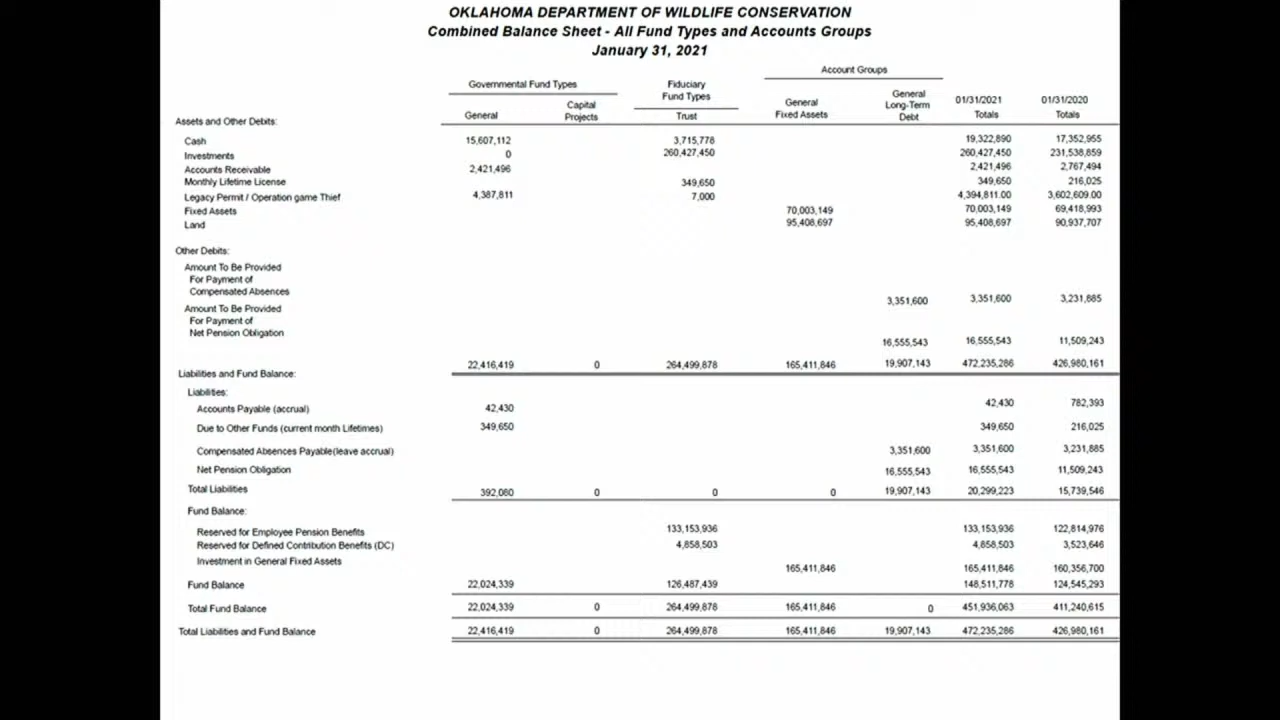 OKLAHOMA DEPARTMENT OF WILDLIFE CONSERVATION
Combined Balance Sheet - All Fund Types and Accounts Groups
January 31, 2021
Account Groups
Governmental Fund Types Fiduciary Fund Types
General Capital Projects Trust General Fixed Assets General Long-Term Debt 01/31/2021 Totals 01/31/2020 Totals
Assets and Other Debits:
Cash 15,607,112 3,715,778 19,322,890 17,352,955
Investments 0 260,427,450 260,427,450 231,538,859
Accounts Receivable 2,421,496 2,421,496 2,767,494
Monthly Lifetime License 349,650 349,650 216,025
Legacy Permit / Operation game Thief 4,387,811 7,000 4,394,811.00 3,602,609.00
Fixed Assets 70,003,149 70,003,149 69,418,993
Land 95,408,697 95,408,697 90,937,707
Other Debits:
Amount To Be Provided
For Payment of
Compensated Absences 3,351,600 3,351,600 3,231,885
Amount To Be Provided
For Payment of
Net Pension Obligation
16,555,543 16,555,543 11,509,243
22,416,419 0 264,499,878 165,411,846 19,907,143 472,235,286 426,980,161
Liabilities and Fund Balance:
Liabilities:
Accounts Payable (accrual) 42,430 42,430 782,393
Due to Other Funds (current month Lifetimes) 349,650 349,650 216,025
Compensated Absences Payable(leave accrual) 3,351,600 3,351,600 3,231,885
Net Pension Obligation 16,555,543 16,555,543 11,509,243
Total Liabilities 392,080 0 0 0 19,907,143 20,299,223 15,739,546
Fund Balance:
Reserved for Employee Pension Benefits 133,153,936 133,153,936 122,814,976
Reserved for Defined Contribution Benefits (DC) 4,858,503 4,858,503 3,523,646
Investment in General Fixed Assets 165,411,846 165,411,846 160,356,700
Fund Balance 22,024,339 126,487,439 148,511,778 124,545,293
Total Fund Balance 22,024,339 0 264,499,878 165,411,846 0 451,936,063 411,240,615
Total Liabilities and Fund Balance 22,416,419 0 264,499,878 165,411,846 19,907,143 472,235,286 426,980,161